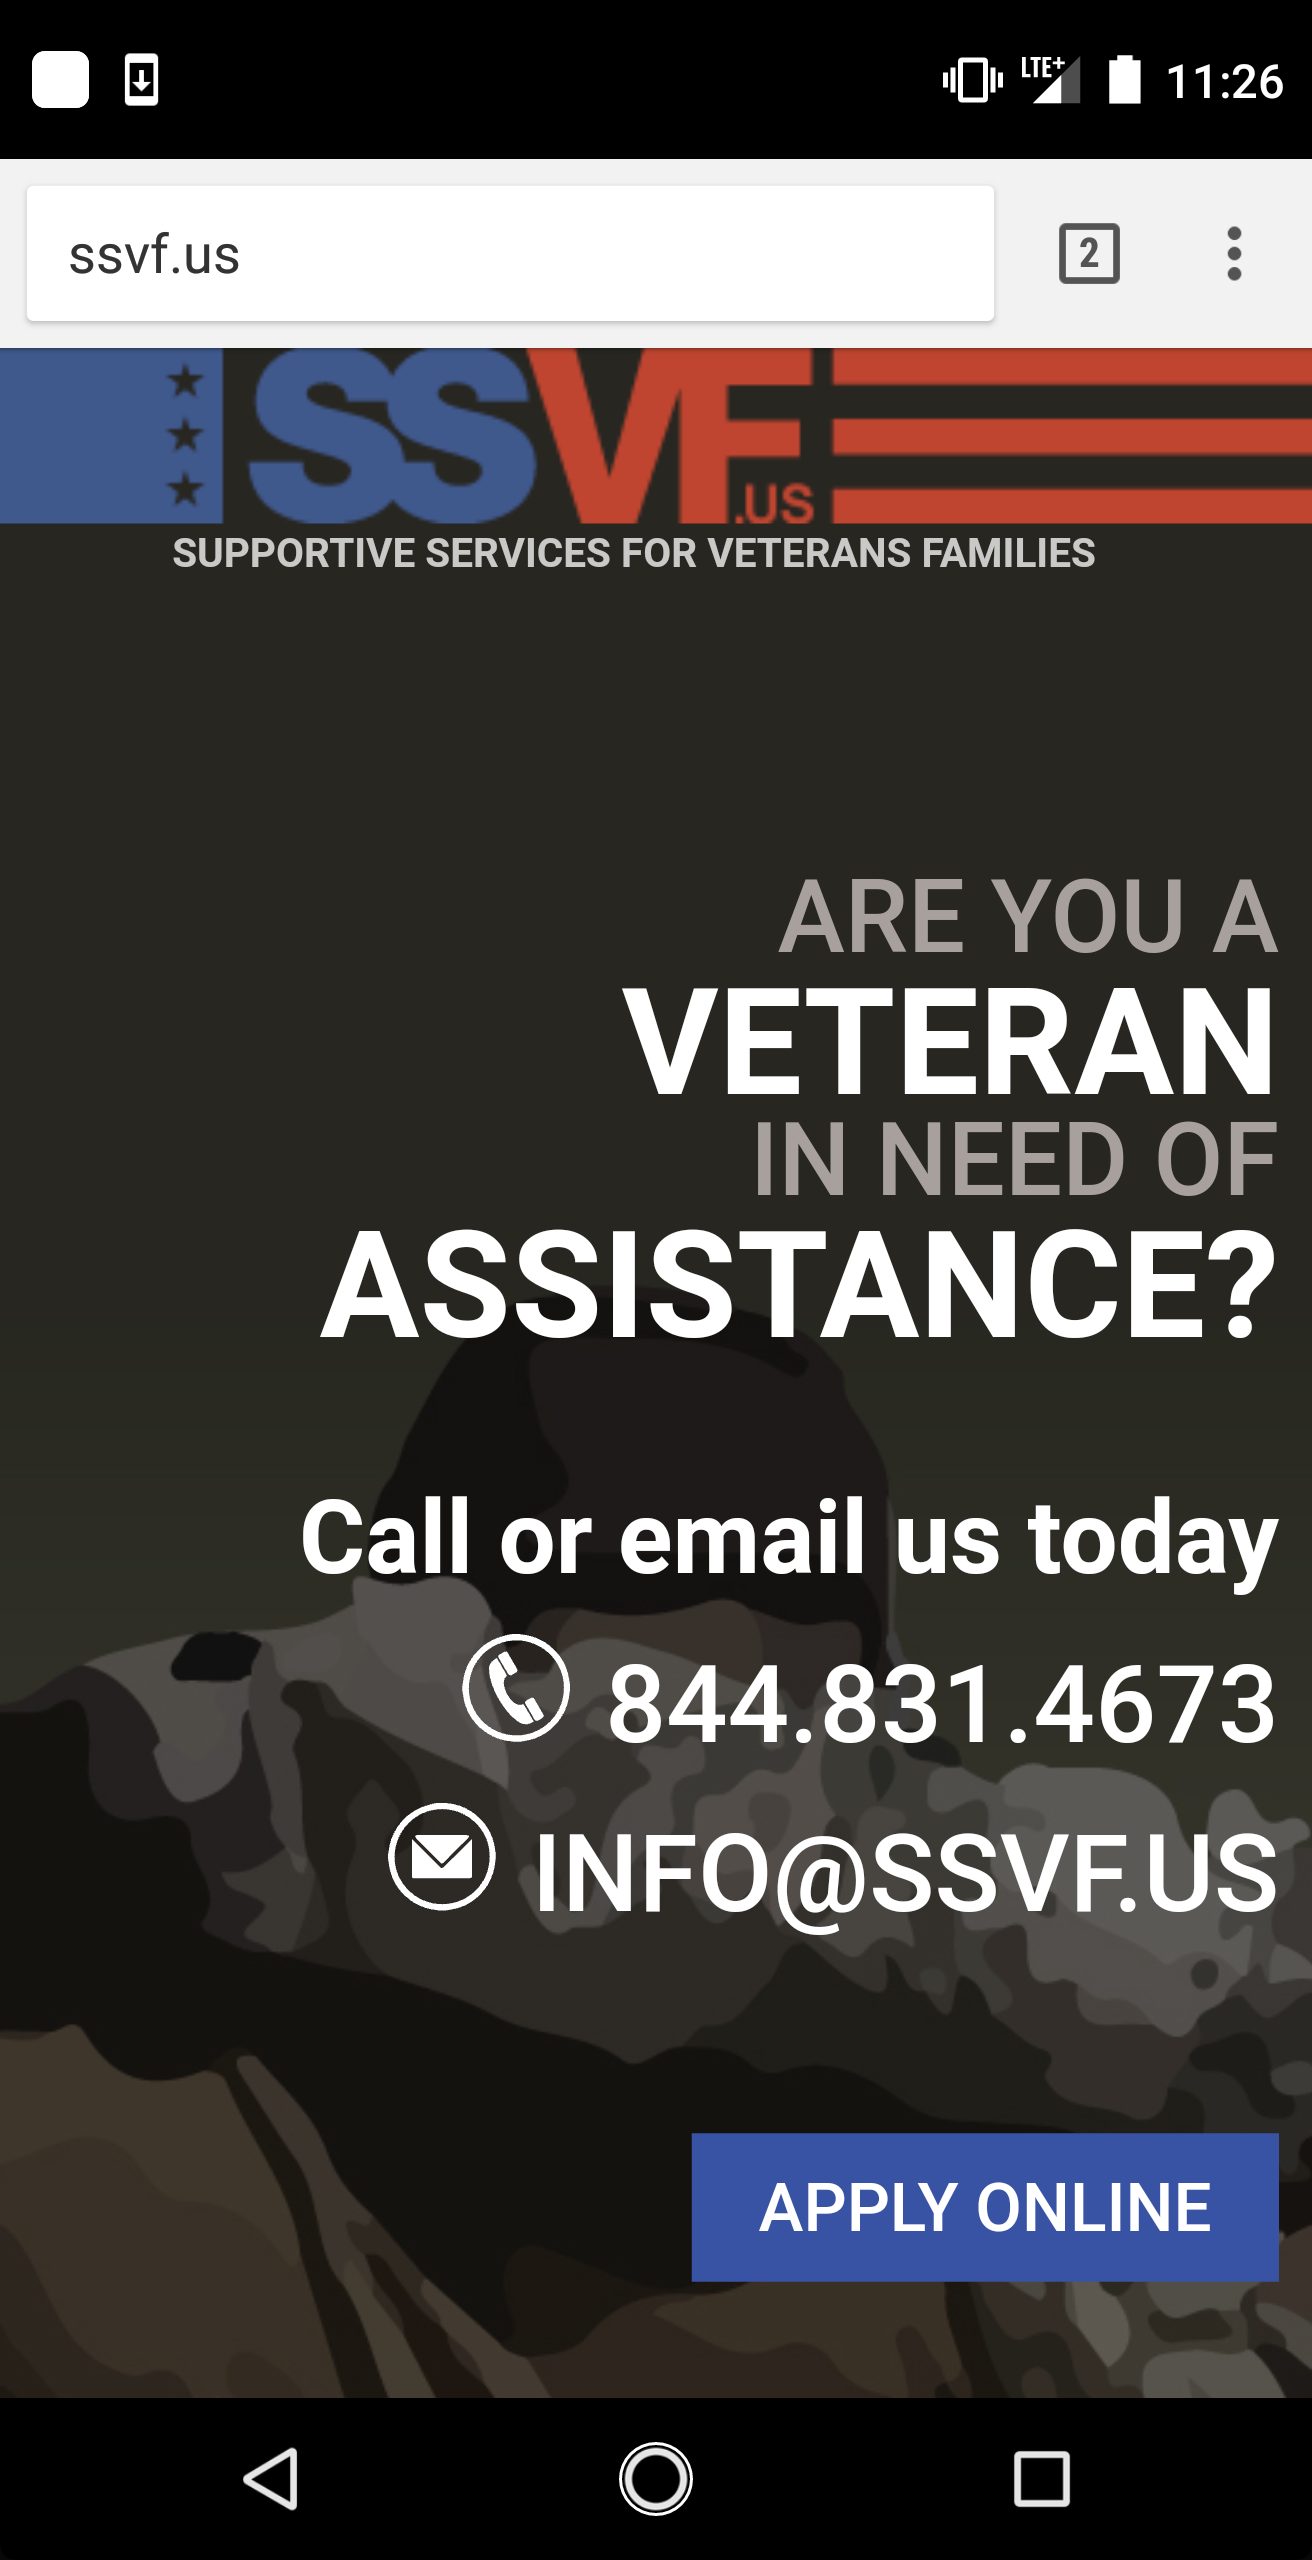 LTE+ 11:26
ssvf.us
2
SSVF.US
SUPPORTIVE SERVICES FOR VETERANS FAMILIES
ARE YOU A
VETERAN
IN NEED OF
ASSISTANCE?
Call or email us today
844.831.4673
INFO@SSVF.US
APPLY ONLINE